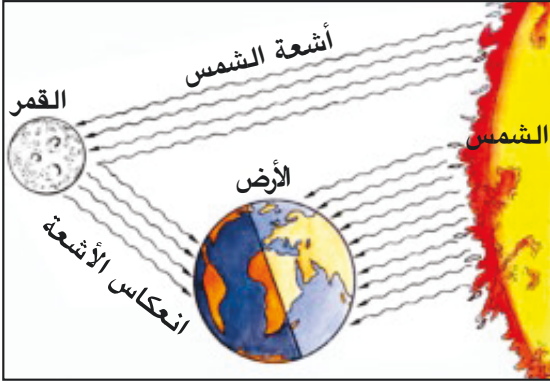 أشعة الشمس
القمر
الشمس
الأرض
انعكاس الأشعة